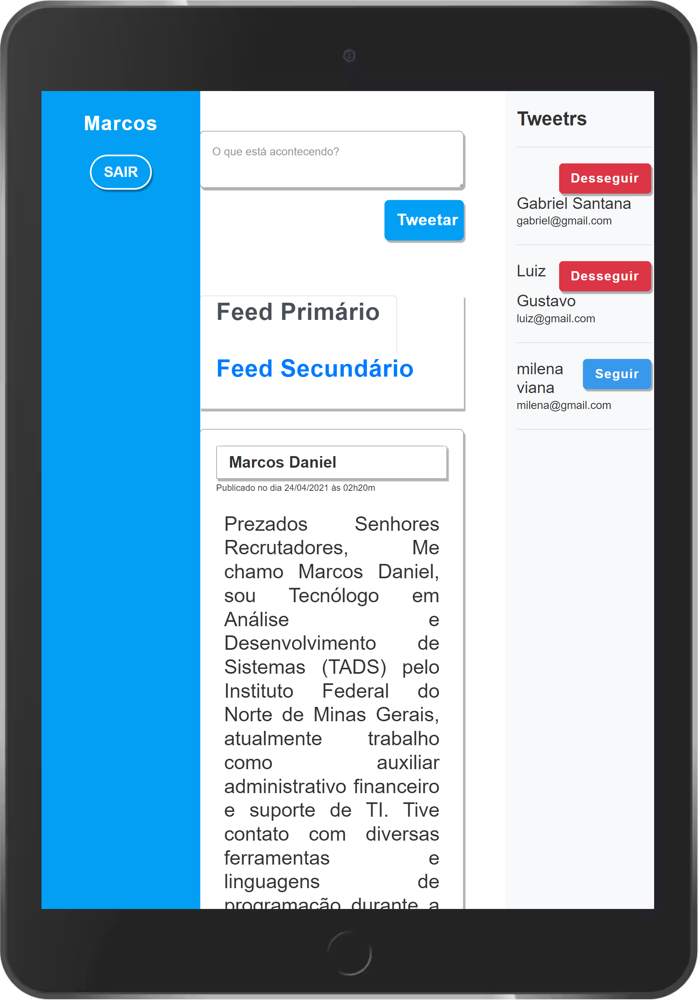 Marcos
SAIR
O que está acontecendo?
Tweetar
Feed Primário
Feed Secundário
Marcos Daniel
Publicado no dia 24/04/2021 às 02h20m
Prezados Senhores
Recrutadores, Me
chamo Marcos Daniel,
sou Tecnólogo em
Análise e
Desenvolvimento de
Sistemas (TADS) pelo
Instituto Federal do
Norte de Minas Gerais,
atualmente trabalho
como auxiliar
administrativo financeiro
e suporte de TI. Tive
contato com diversas
ferramentas e
linguagens de
programação durante a
Tweetrs
Desseguir
Gabriel Santana
gabriel@gmail.com
Luiz Desseguir
Gustavo
luiz@gmail.com
milena Seguir
viana
milena@gmail.com